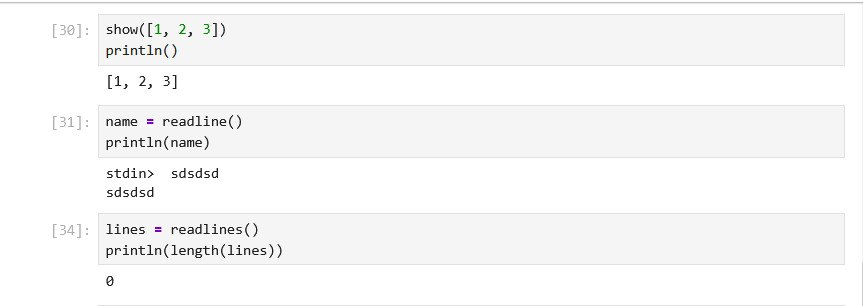 [30]: show([1, 2, 3])
println()
[1, 2, 3]
[31]: name = readline()
println(name)
stdin>  sdsdsd
sdsdsd
[34]: lines = readlines()
println(length(lines))
0